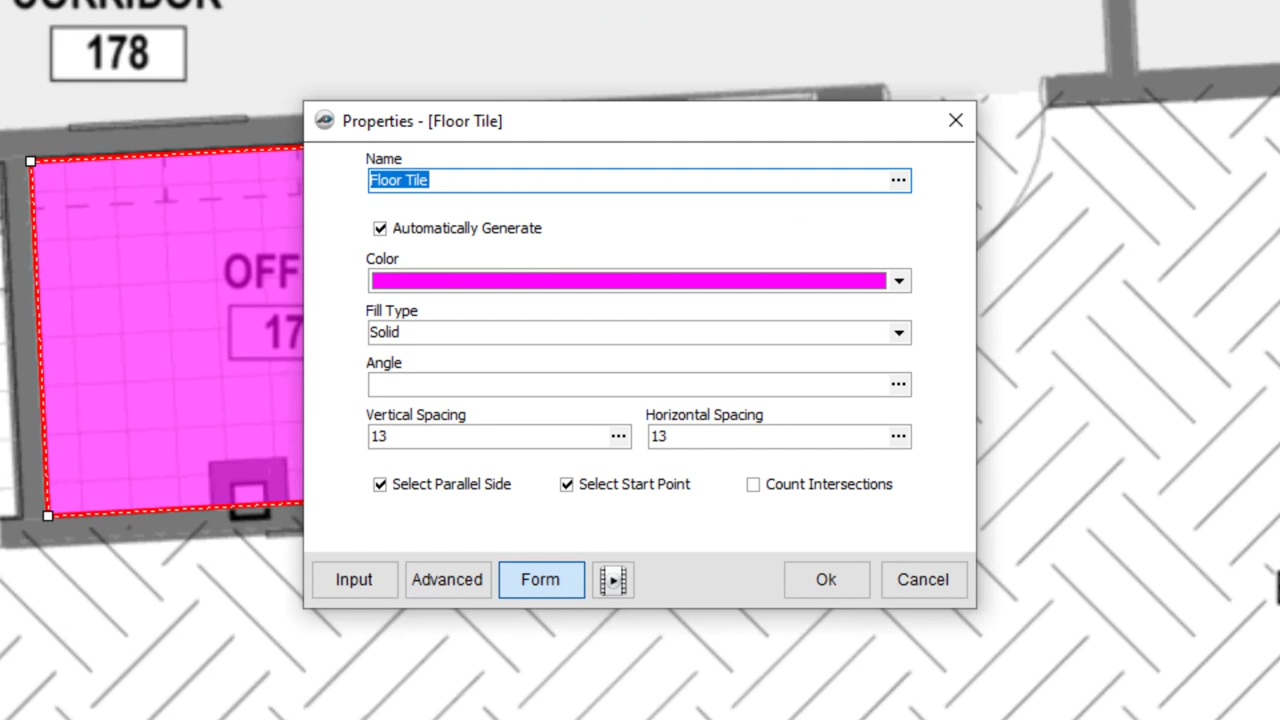 CORRIDOR
178
Properties - [Floor Tile]
Name
Floor Tile
Automatically Generate
Color
Fill Type
Solid
OFF
17
Angle
Vertical Spacing
Horizontal Spacing
13
13
Select Parallel Side
Select Start Point
Count Intersections
Input
Advanced
Form
Ok
Cancel